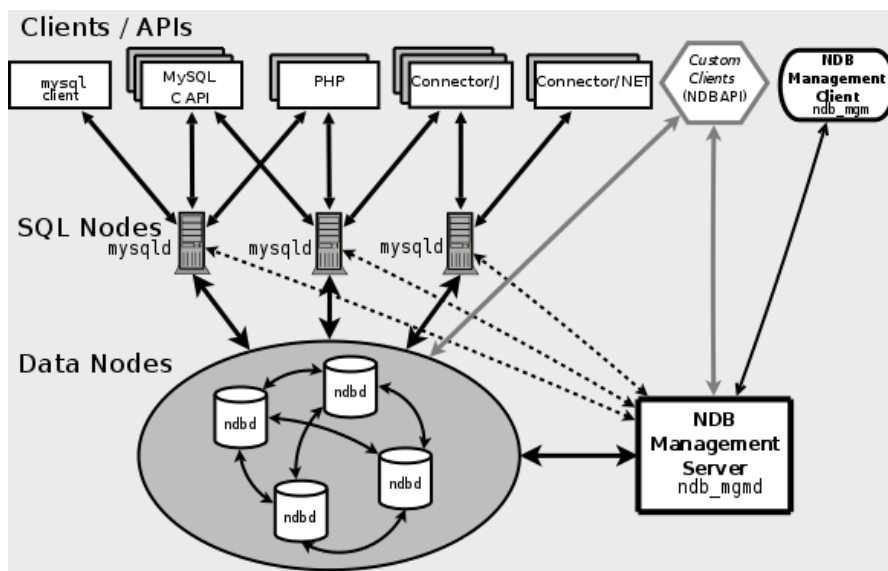 Clients / APIs
mysql
client
MySQL
C API
PHP
Connector/J
Connector/NET
Custom
Clients
(NDBAPI)
NDB
Management
Client
ndb_mgm
SQL Nodes
mysqld
mysqld
mysqld
Data Nodes
ndbd
ndbd
ndbd
ndbd
NDB
Management
Server
ndb_mgmd